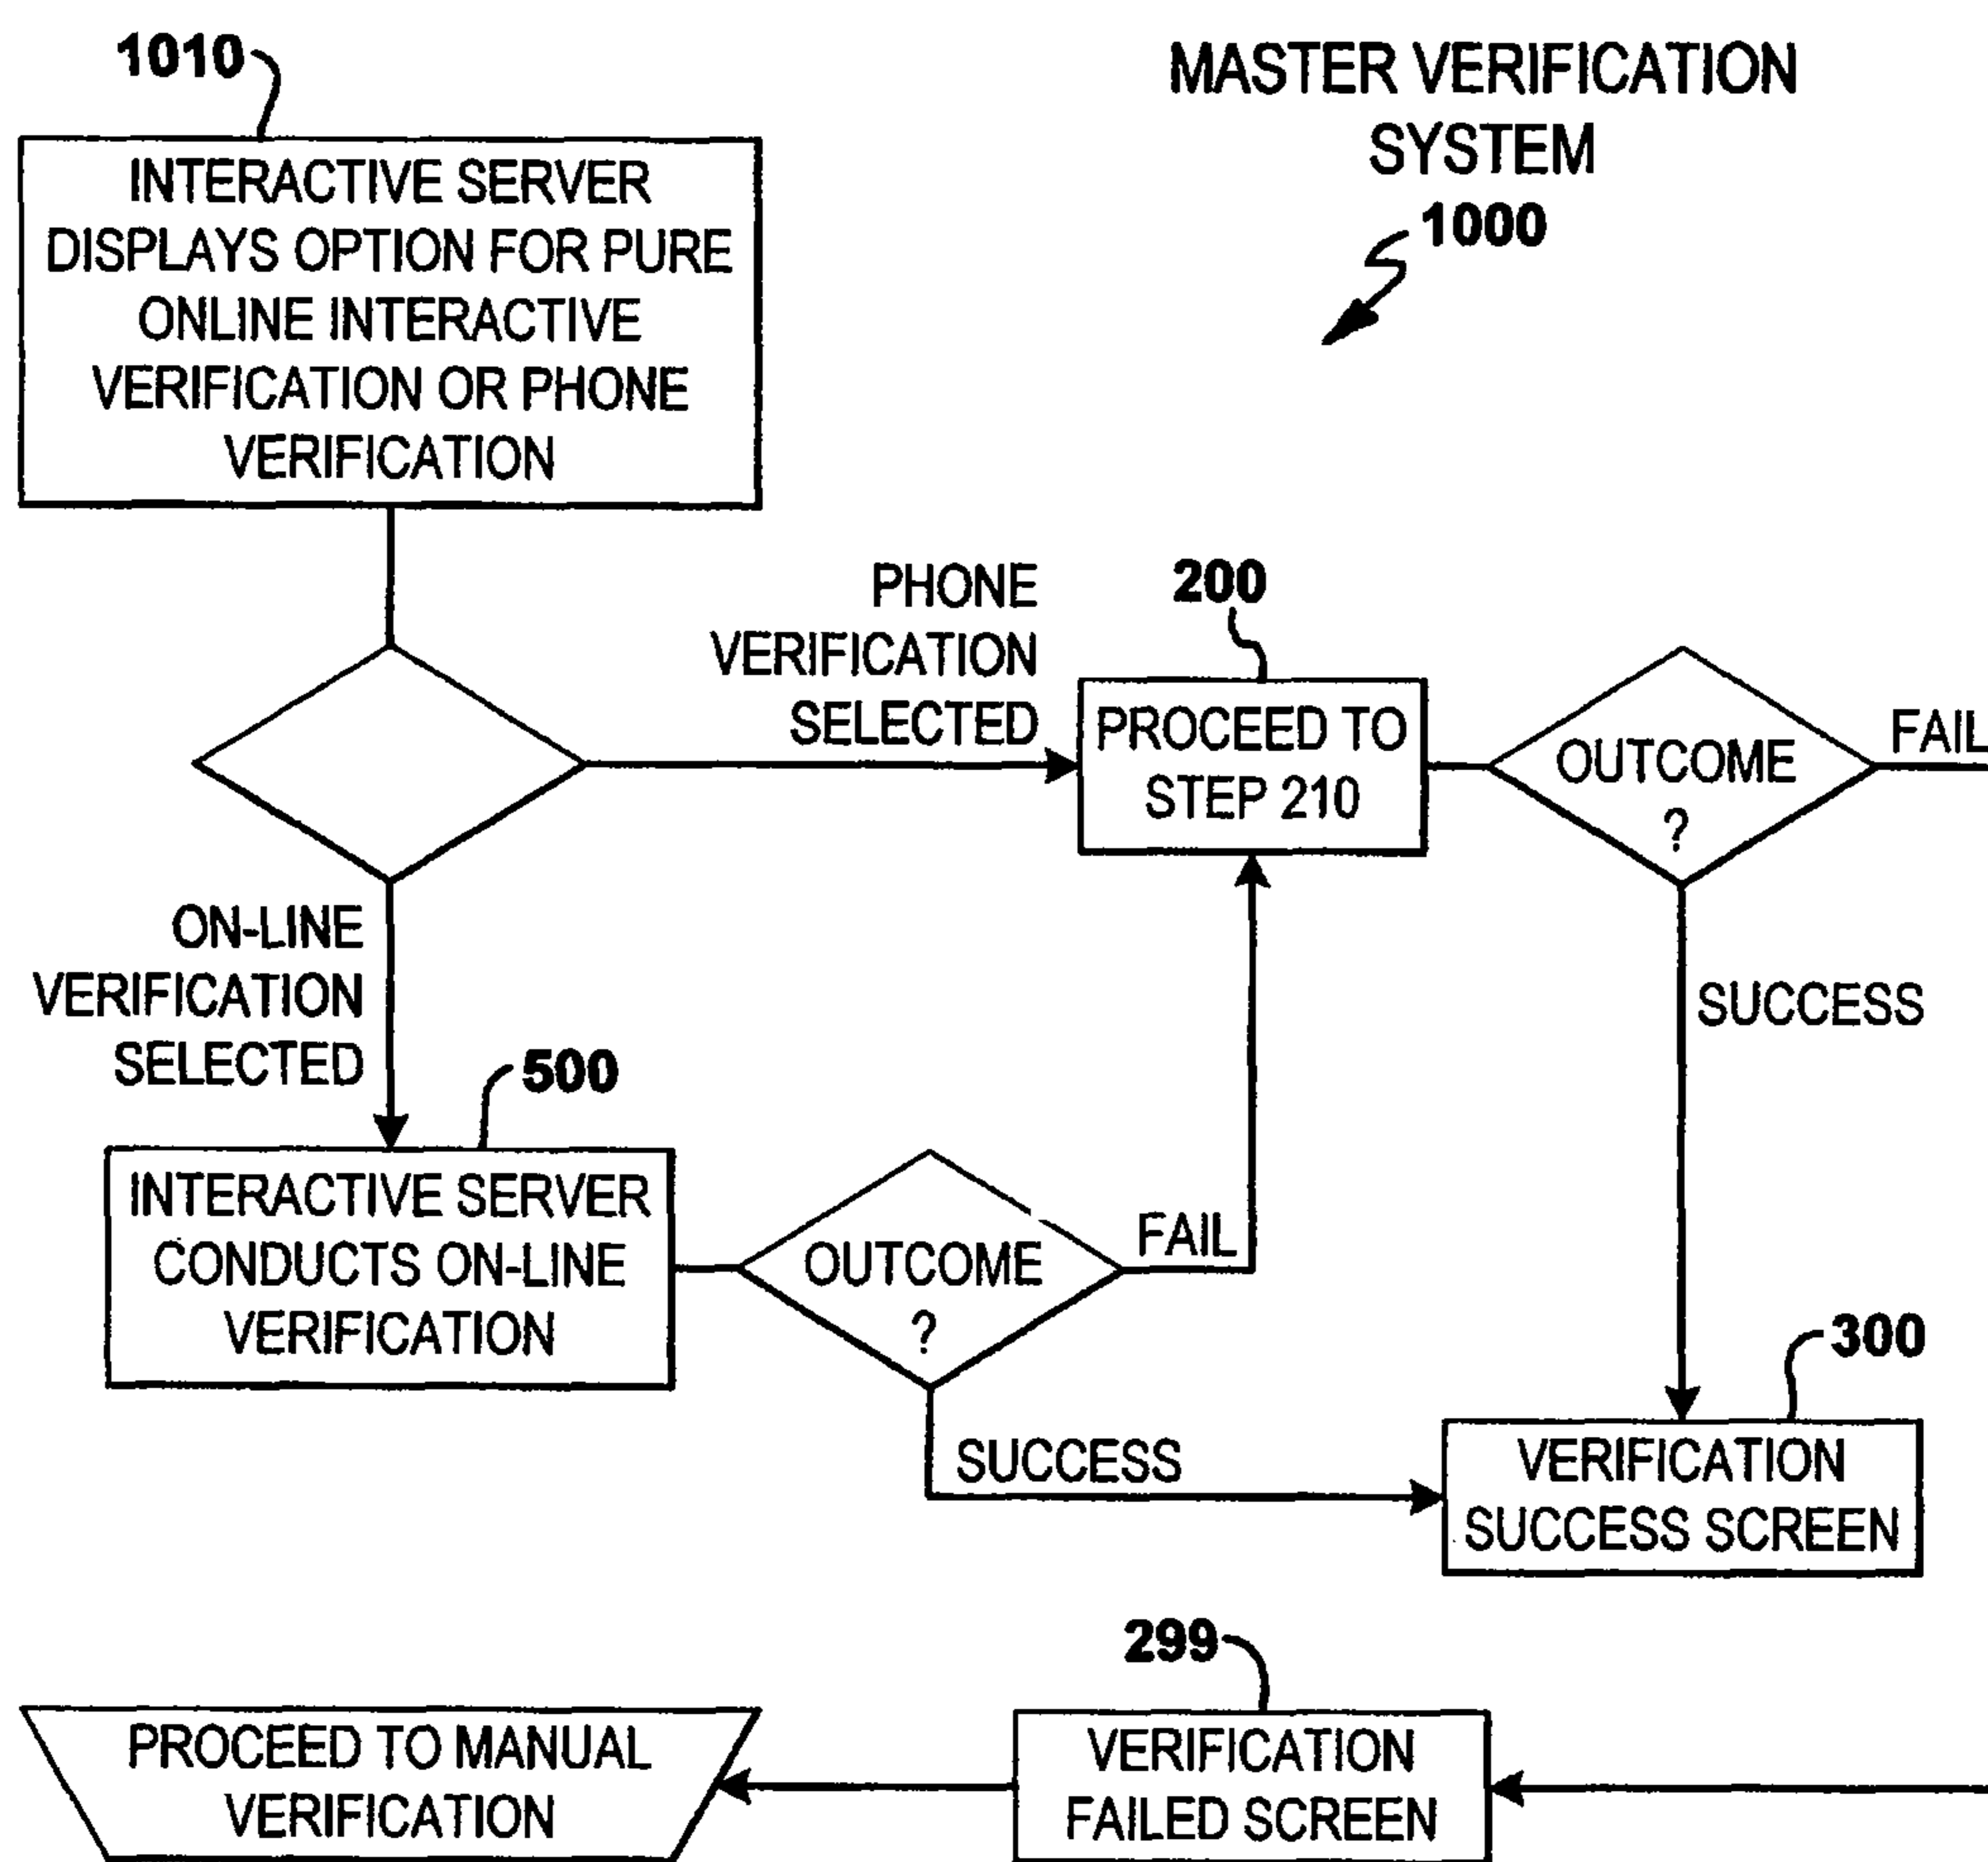 1010
MASTER VERIFICATION
SYSTEM
1000
INTERACTIVE SERVER
DISPLAYS OPTION FOR PURE
ONLINE INTERACTIVE
VERIFICATION OR PHONE
VERIFICATION
PHONE
VERIFICATION
SELECTED
200
PROCEED TO
STEP 210
OUTCOME
?
FAIL
SUCCESS
ON-LINE
VERIFICATION
SELECTED
500
INTERACTIVE SERVER
CONDUCTS ON-LINE
VERIFICATION
OUTCOME
?
FAIL
SUCCESS
300
VERIFICATION
SUCCESS SCREEN
299
VERIFICATION
FAILED SCREEN
PROCEED TO MANUAL
VERIFICATION